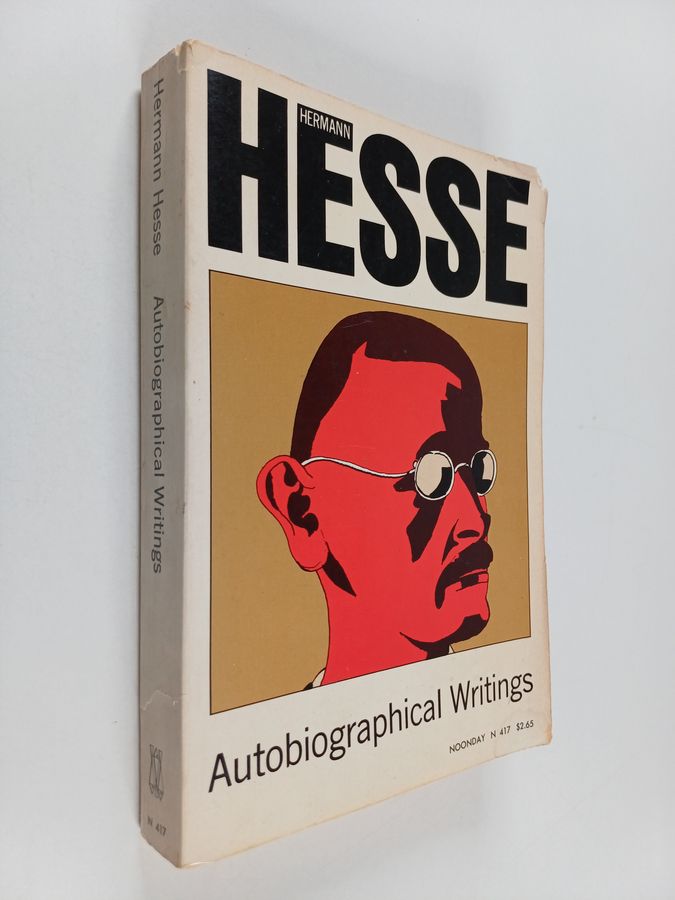 HERMANN
HESSE
Autobiographical Writings
NOONDAY N 417 $2.65
Hermann Hesse Autobiographical Writings
N 417